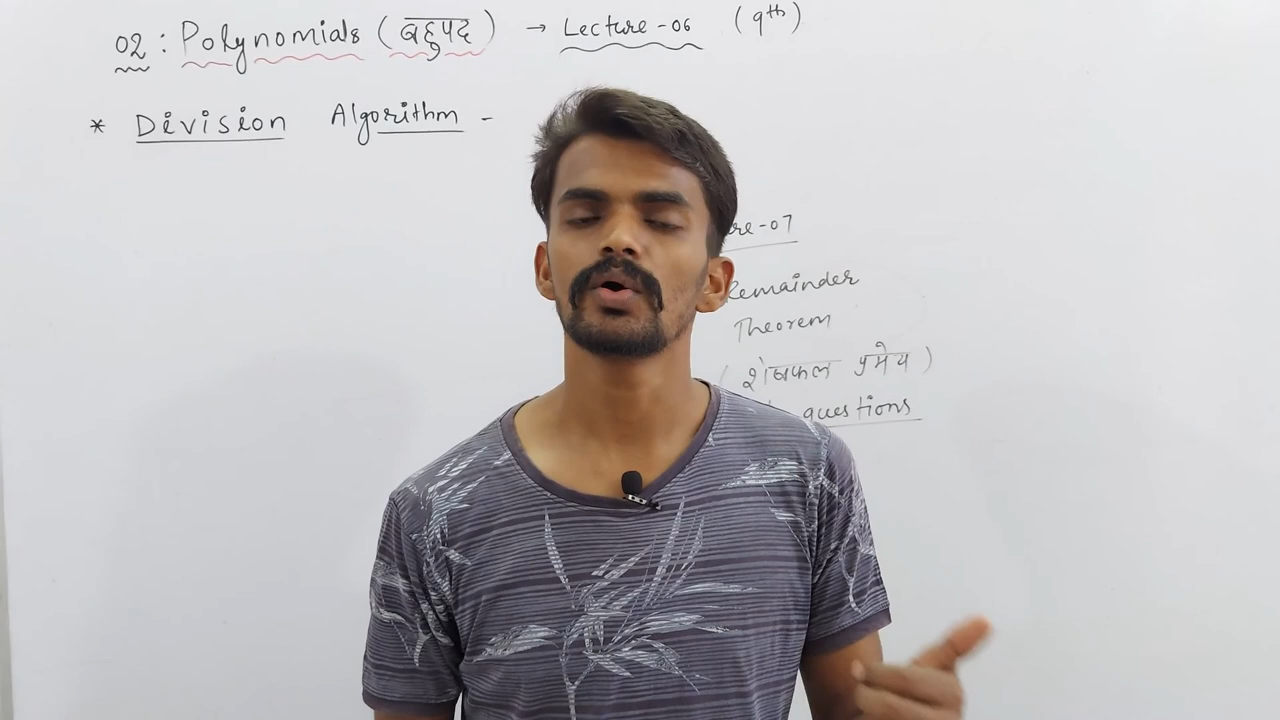 02 : Polynomials ( बहुपद ) → Lecture - 06 (9th)
* Division Algorithm -
re-07
Remainder
Theorem
( शेषफल प्रमेय )
questions